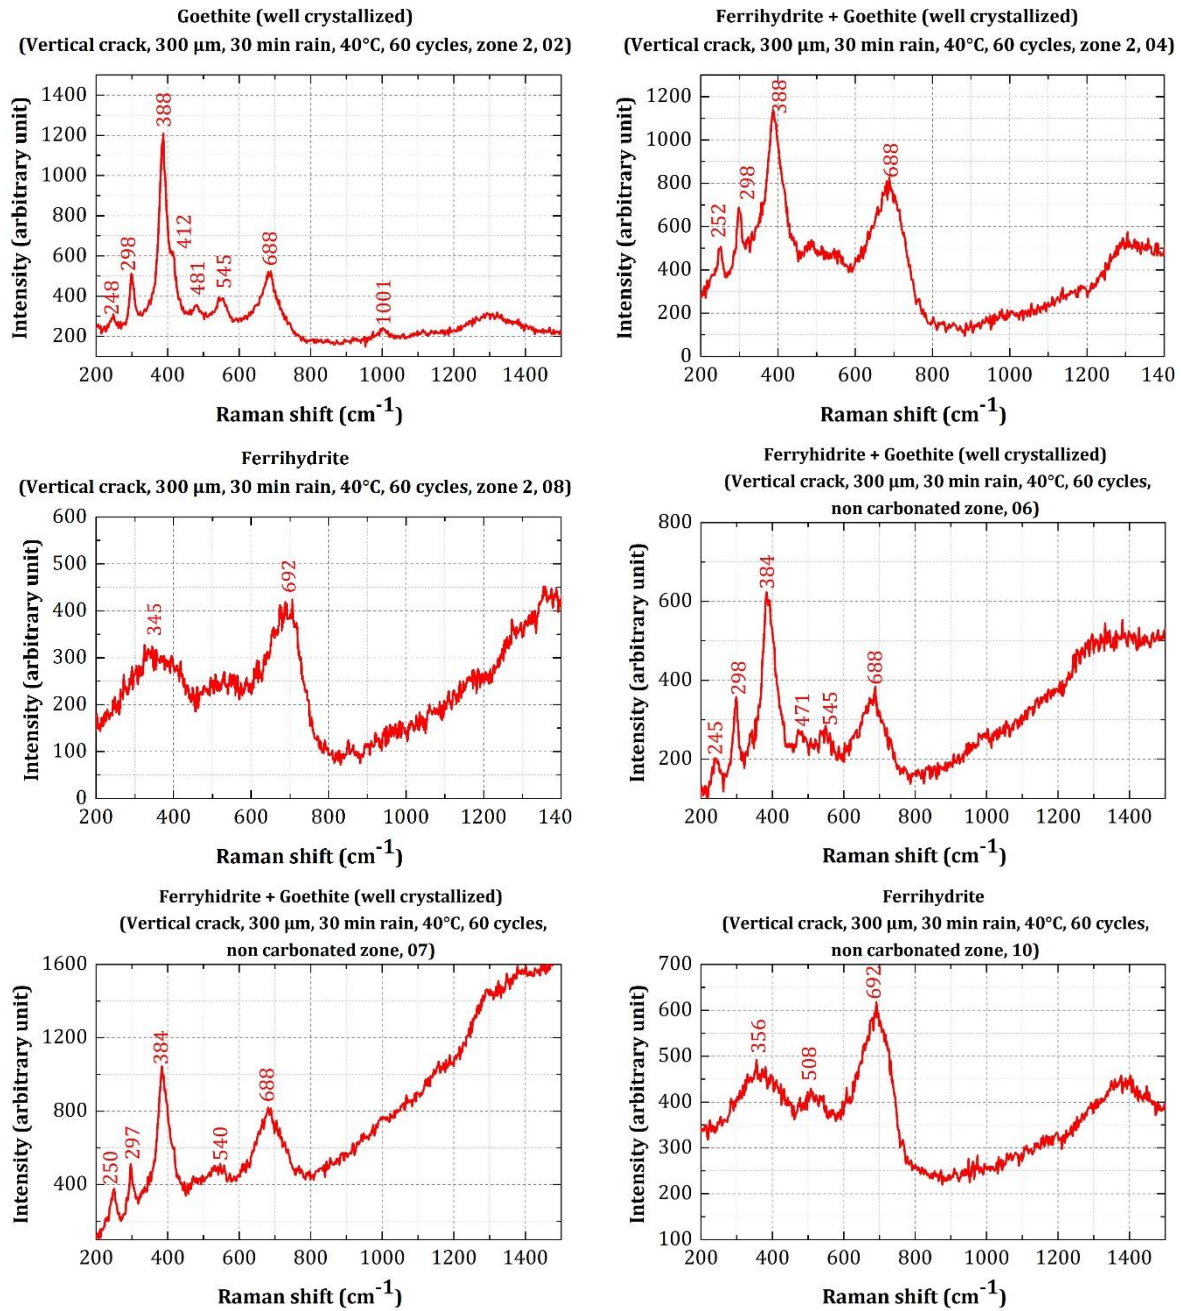 Goethite (well crystallized)
(Vertical crack, 300 µm, 30 min rain, 40°C, 60 cycles, zone 2, 02)
Intensity (arbitrary unit)
1400
1200
1000
800
600
400
200
248
298
388
412
481
545
688
1001
200 400 600 800 1000 1200 1400
Raman shift (cm-1)
Ferrihydrite + Goethite (well crystallized)
(Vertical crack, 300 µm, 30 min rain, 40°C, 60 cycles, zone 2, 04)
Intensity (arbitrary unit)
1200
1000
800
600
400
200
0
252
298
388
688
200 400 600 800 1000 1200 140
Raman shift (cm-1)
Ferrihydrite
(Vertical crack, 300 µm, 30 min rain, 40°C, 60 cycles, zone 2, 08)
Intensity (arbitrary unit)
600
500
400
300
200
100
0
345
692
200 400 600 800 1000 1200 140
Raman shift (cm-1)
Ferryhidrite + Goethite (well crystallized)
(Vertical crack, 300 µm, 30 min rain, 40°C, 60 cycles,
non carbonated zone, 06)
Intensity (arbitrary unit)
800
600
400
200
245
298
384
471
545
688
200 400 600 800 1000 1200 1400
Raman shift (cm-1)
Ferryhidrite + Goethite (well crystallized)
(Vertical crack, 300 µm, 30 min rain, 40°C, 60 cycles,
non carbonated zone, 07)
Intensity (arbitrary unit)
1600
1200
800
400
250
297
384
540
688
200 400 600 800 1000 1200 1400
Raman shift (cm-1)
Ferrihydrite
(Vertical crack, 300 µm, 30 min rain, 40°C, 60 cycles,
non carbonated zone, 10)
Intensity (arbitrary unit)
700
600
500
400
300
200
100
356
508
692
200 400 600 800 1000 1200 1400
Raman shift (cm-1)